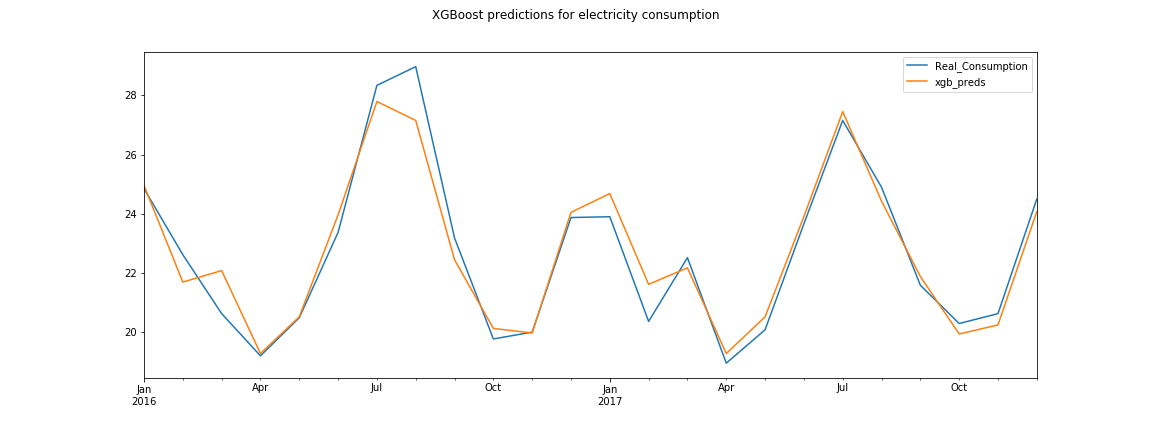 XGBoost predictions for electricity consumption
Real_Consumption
xgb_preds
28
26
24
22
20
Jan Apr Jul Oct Jan Apr Jul Oct
2016 2017